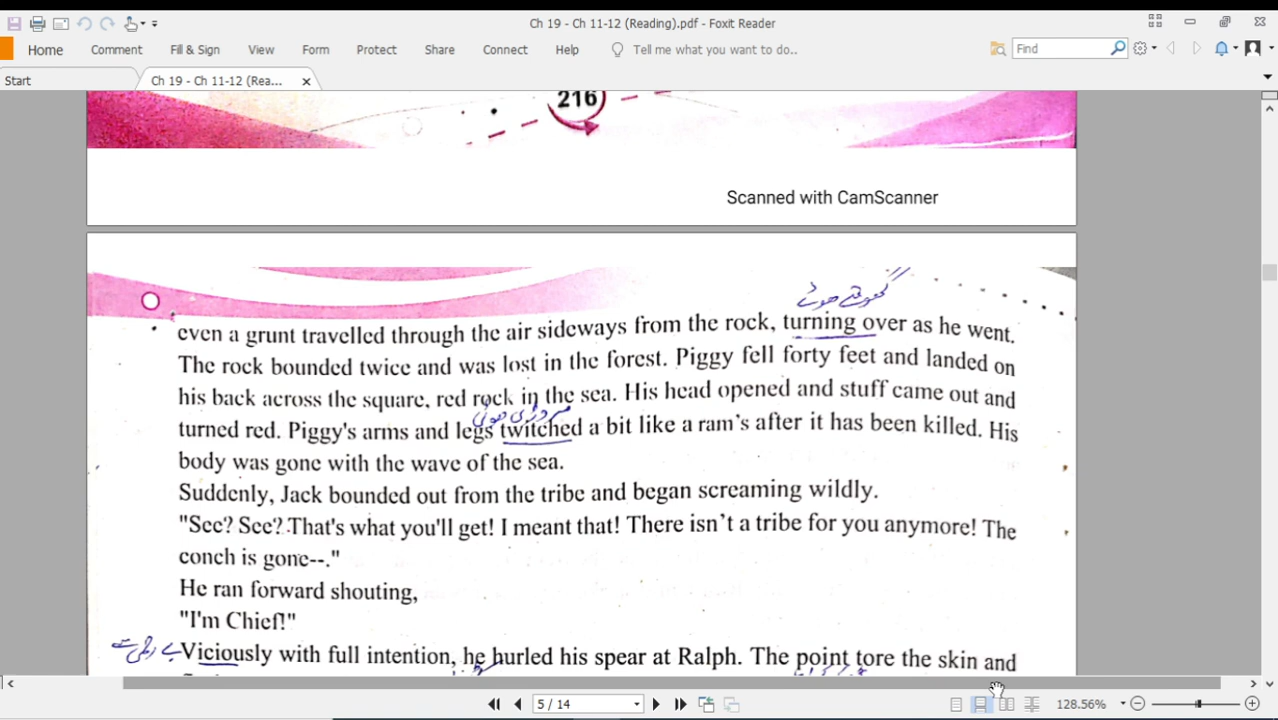 Ch 19 - Ch 11-12 (Reading).pdf - Foxit Reader
Home Comment Fill & Sign View Form Protect Share Connect Help Tell me what you want to do.. Find
Start Ch 19 - Ch 11-12 (Rea...
216
Scanned with CamScanner
گھومتے ہوئے
even a grunt travelled through the air sideways from the rock, turning over as he went.
The rock bounded twice and was lost in the forest. Piggy fell forty feet and landed on
his back across the square, red rock in the sea. His head opened and stuff came out and
turned red. Piggy's arms and legs twitched a bit like a ram's after it has been killed. His
body was gone with the wave of the sea.
Suddenly, Jack bounded out from the tribe and began screaming wildly.
"See? See? That's what you'll get! I meant that! There isn't a tribe for you anymore! The
conch is gone--."
He ran forward shouting,
"I'm Chief!"
بے رحمی سے Viciously with full intention, he hurled his spear at Ralph. The point tore the skin and
5 / 14 128.56%